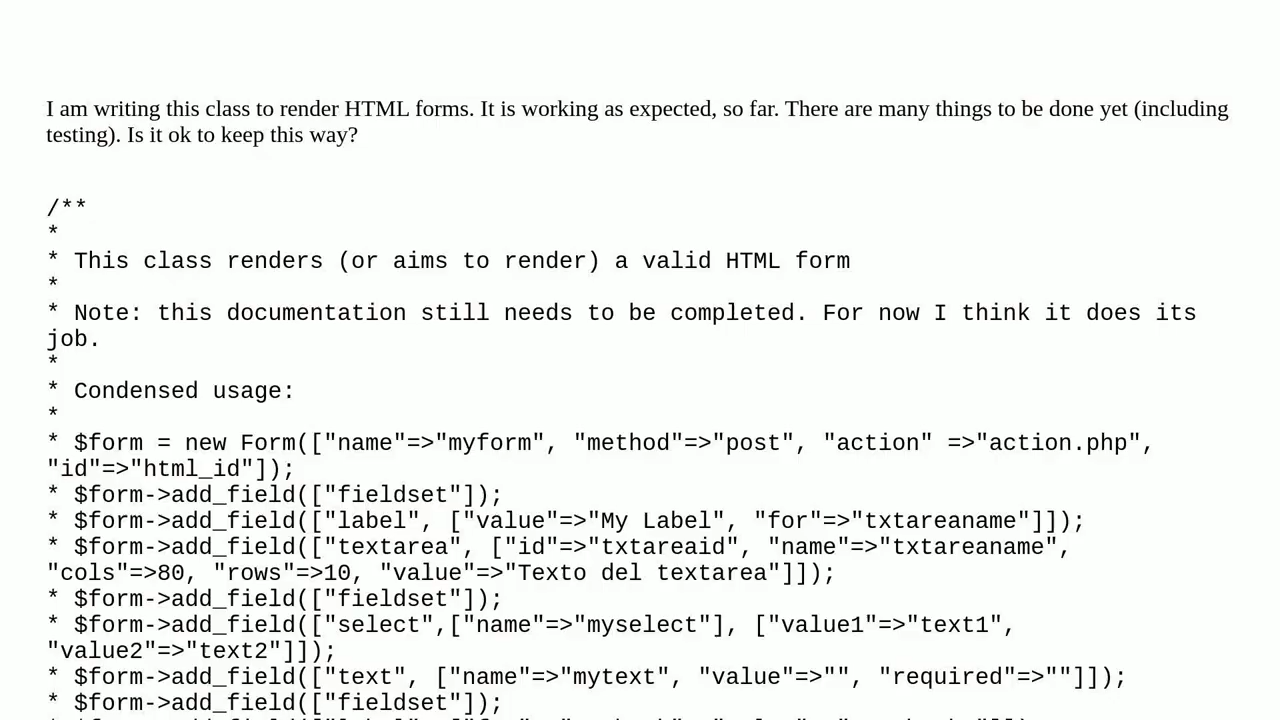 I am writing this class to render HTML forms. It is working as expected, so far. There are many things to be done yet (including
testing). Is it ok to keep this way?
/**
*
* This class renders (or aims to render) a valid HTML form
*
* Note: this documentation still needs to be completed. For now I think it does its
job.
*
* Condensed usage:
*
* $form = new Form(["name"=>"myform", "method"=>"post", "action" =>"action.php",
"id"=>"html_id"]);
* $form->add_field(["fieldset"]);
* $form->add_field(["label", ["value"=>"My Label", "for"=>"txtareaname"]]);
* $form->add_field(["textarea", ["id"=>"txtareaid", "name"=>"txtareaname",
"cols"=>80, "rows"=>10, "value"=>"Texto del textarea"]]);
* $form->add_field(["fieldset"]);
* $form->add_field(["select",["name"=>"myselect"], ["value1"=>"text1",
"value2"=>"text2"]]);
* $form->add_field(["text", ["name"=>"mytext", "value"=>"", "required"=>""]]);
* $form->add_field(["fieldset"]);